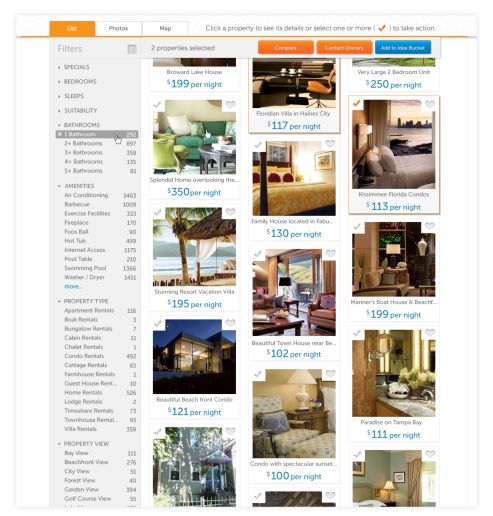 List
Photos
Map
Click a property to see its details or select one or more ( ✓ ) to take action.
Filters
2 properties selected
Compare
Contact Owners
Add to Idea Bucket
SPECIALS
BEDROOMS
SLEEPS
SUITABILITY
BATHROOMS
1 Bathroom 292
2+ Bathrooms 897
3+ Bathrooms 358
4+ Bathrooms 135
5+ Bathrooms 81
AMENITIES
Air Conditioning 1463
Barbecue 1009
Exercise Facilities 333
Fireplace 170
Foos Ball 90
Hot Tub 499
Internet Access 1175
Pool Table 210
Swimming Pool 1366
Washer / Dryer 1451
more...
PROPERTY TYPE
Apartment Rentals 116
Boat Rentals 3
Bungalow Rentals 7
Cabin Rentals 11
Chalet Rentals 1
Condo Rentals 492
Cottage Rentals 65
Farmhouse Rentals 1
Guest House Rent... 10
Home Rentals 526
Lodge Rentals 2
Timeshare Rentals 73
Townhouse Rental... 93
Villa Rentals 359
PROPERTY VIEW
Bay View 111
Beachfront View 276
City View 51
Forest View 40
Garden View 394
Golf Course View 55
Broward Lake House
$199 per night
Splendid Home overlooking the...
$350 per night
Stunning Resort Vacation Villa
$195 per night
Beautiful Beach front Condo
$121 per night
Floridian Villa in Haines City
$117 per night
Family House located in Fabu...
$130 per night
Beautiful Town House near Be...
$102 per night
Condo with spectacular sunset...
$100 per night
Very Large 2 Bedroom Unit
$250 per night
Kissimmee Florida Condos
$113 per night
Mariner's Boat House & Beachf...
$199 per night
Paradise on Tampa Bay
$111 per night